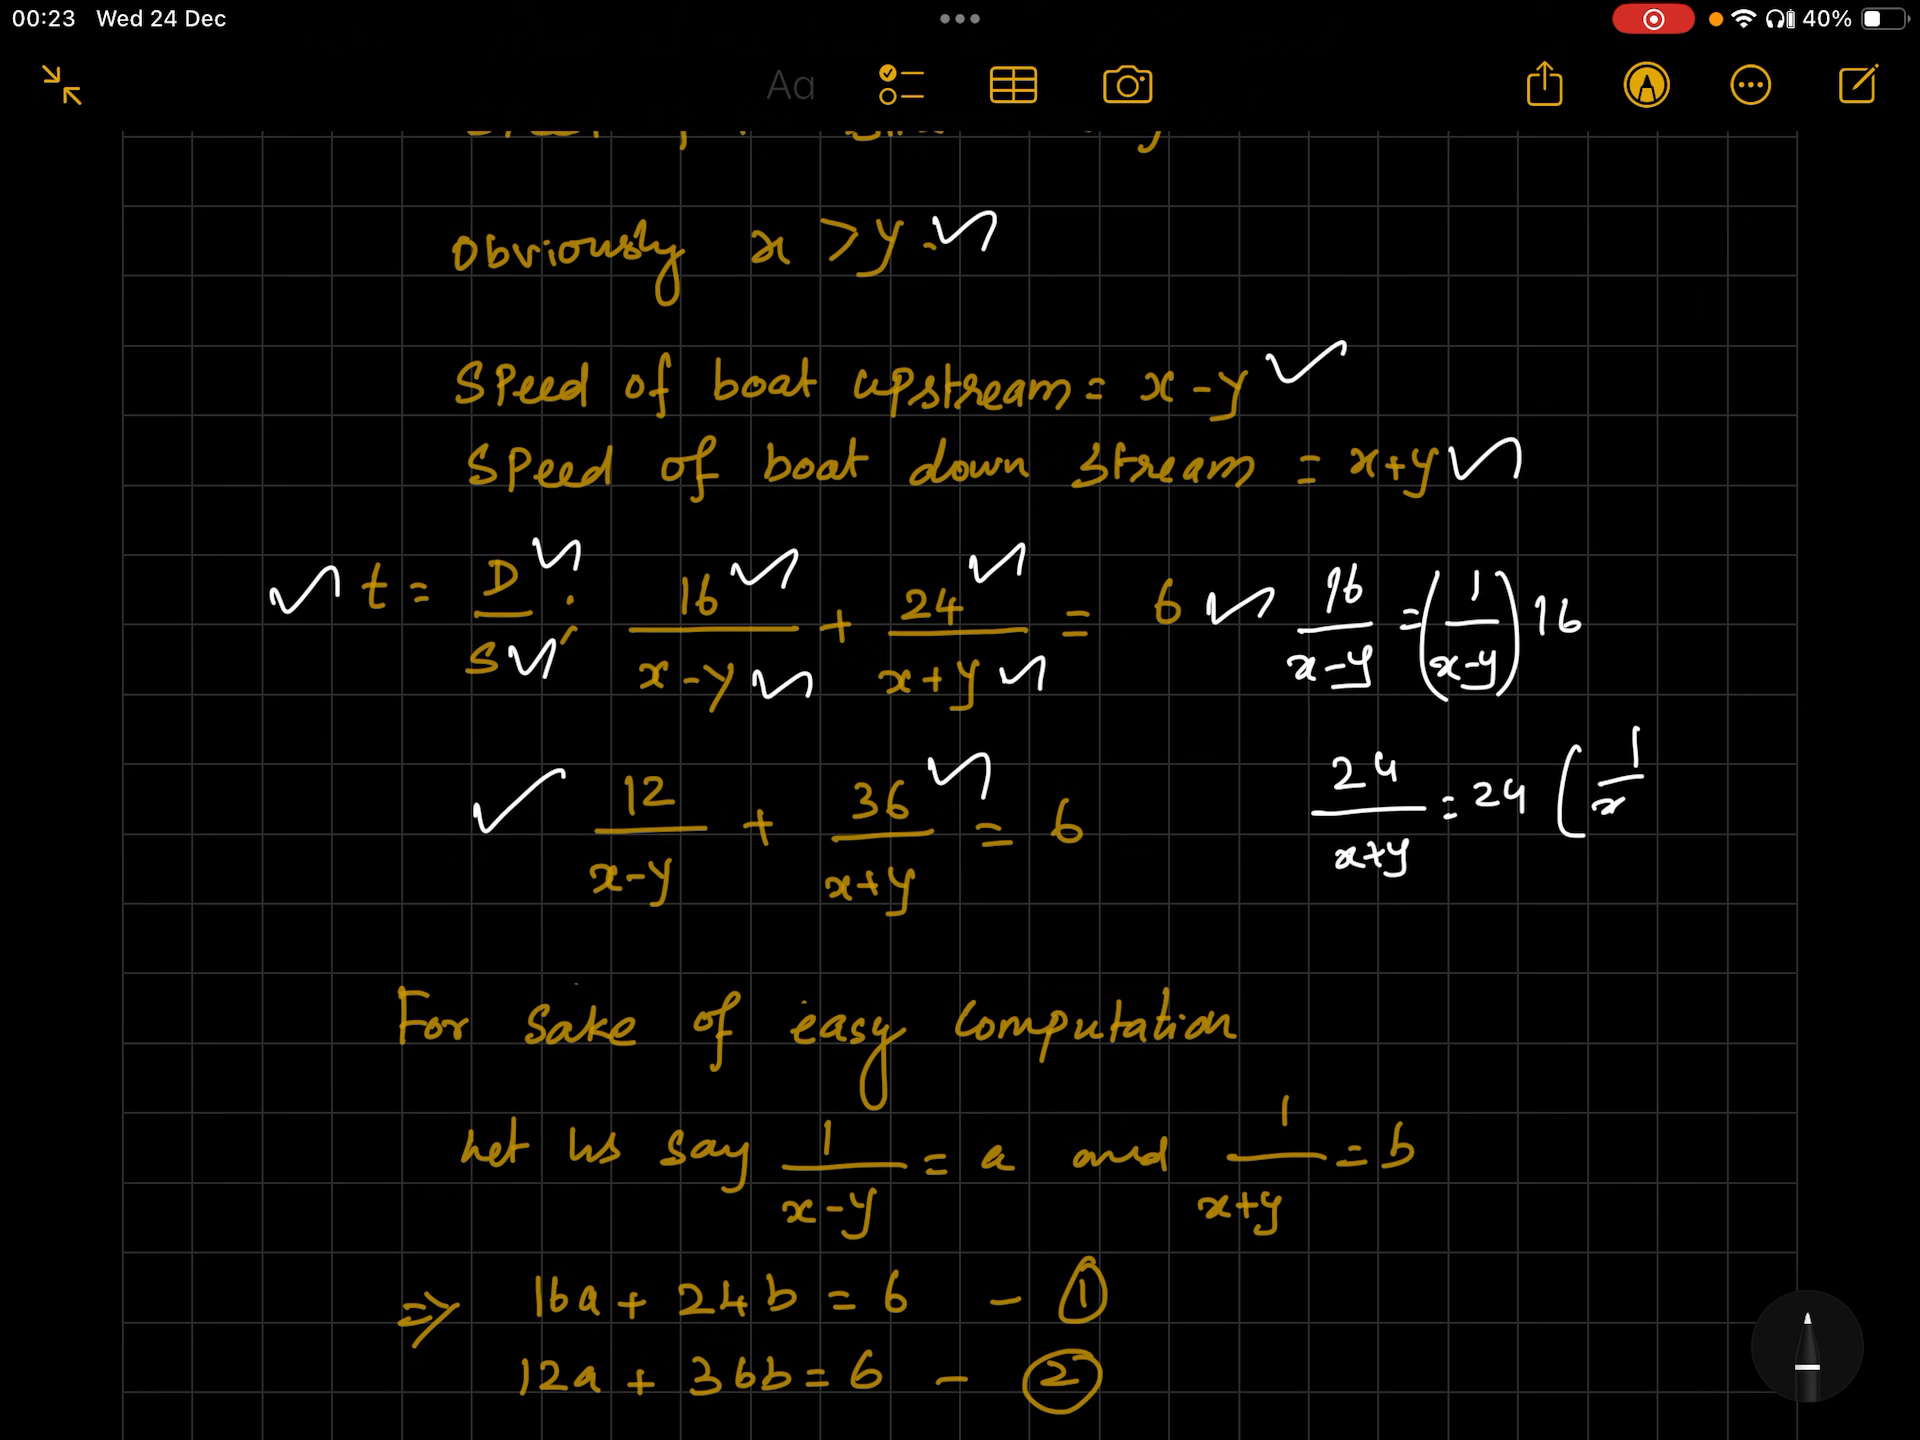 00:23 Wed 24 Dec
40%
Aa
Obviously x > y.
Speed of boat upstream = x - y
Speed of boat down stream = x + y
t = D/S ; 16/(x-y) + 24/(x+y) = 6
16/(x-y) = (1/(x-y)) 16
12/(x-y) + 36/(x+y) = 6
24/(x+y) = 24 (1/x
For sake of easy computation
Let us say 1/(x-y) = a and 1/(x+y) = b
⇒ 16a + 24b = 6 - ①
12a + 36b = 6 - ②